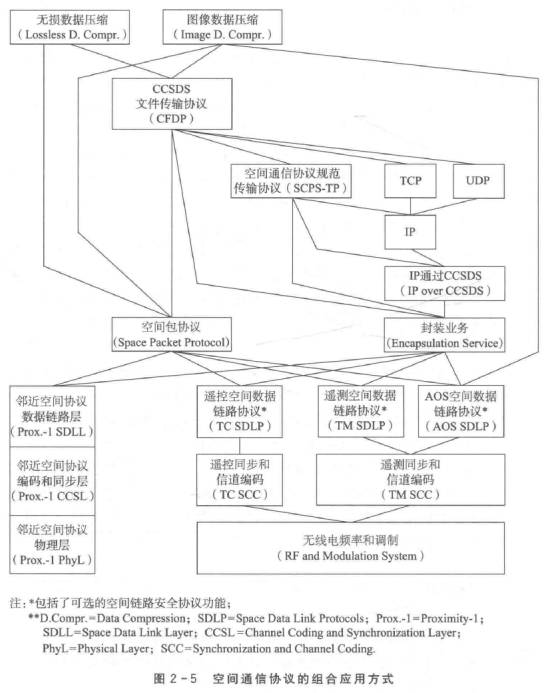 无损数据压缩
(Lossless D. Compr.)
图像数据压缩
(Image D. Compr.)
CCSDS
文件传输协议
(CFDP)
空间通信协议规范
传输协议(SCPS-TP)
TCP
UDP
IP
IP通过CCSDS
(IP over CCSDS)
空间包协议
(Space Packet Protocol)
封装业务
(Encapsulation Service)
邻近空间协议
数据链路层
(Prox.-1 SDLL)
遥控空间数据
链路协议*
(TC SDLP)
遥测空间数据
链路协议*
(TM SDLP)
AOS空间数据
链路协议*
(AOS SDLP)
邻近空间协议
编码和同步层
(Prox.-1 CCSL)
遥控同步和
信道编码
(TC SCC)
遥测同步和
信道编码
(TM SCC)
邻近空间协议
物理层
(Prox.-1 PhyL)
无线电频率和调制
(RF and Modulation System)
注:*包括了可选的空间链路安全协议功能;
**D.Compr.=Data Compression; SDLP=Space Data Link Protocols; Prox.-1=Proximity-1;
SDLL=Space Data Link Layer; CCSL=Channel Coding and Synchronization Layer;
PhyL=Physical Layer; SCC=Synchronization and Channel Coding.
图 2-5 空间通信协议的组合应用方式